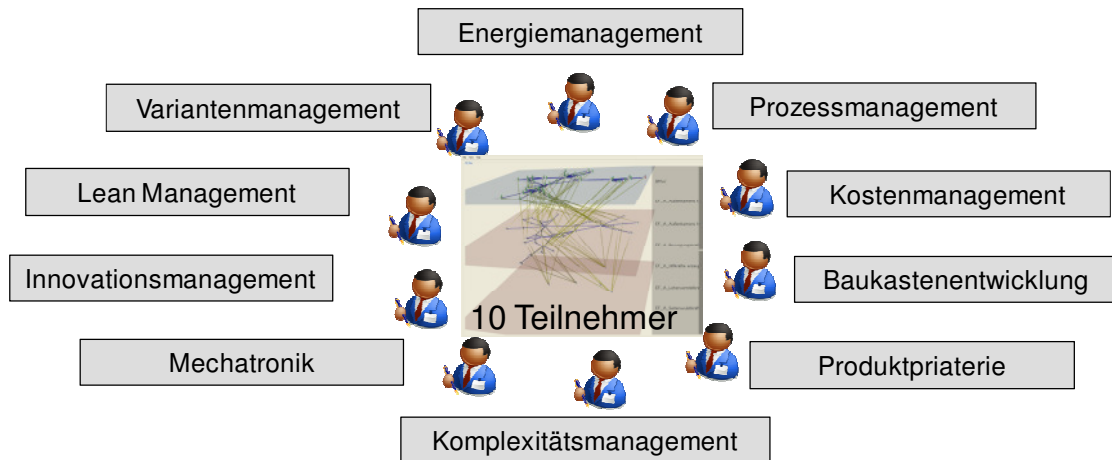 Energiemanagement
Variantenmanagement
Prozessmanagement
Lean Management
Kostenmanagement
Innovationsmanagement
Baukastenentwicklung
10 Teilnehmer
Mechatronik
Produktpriaterie
Komplexitätsmanagement